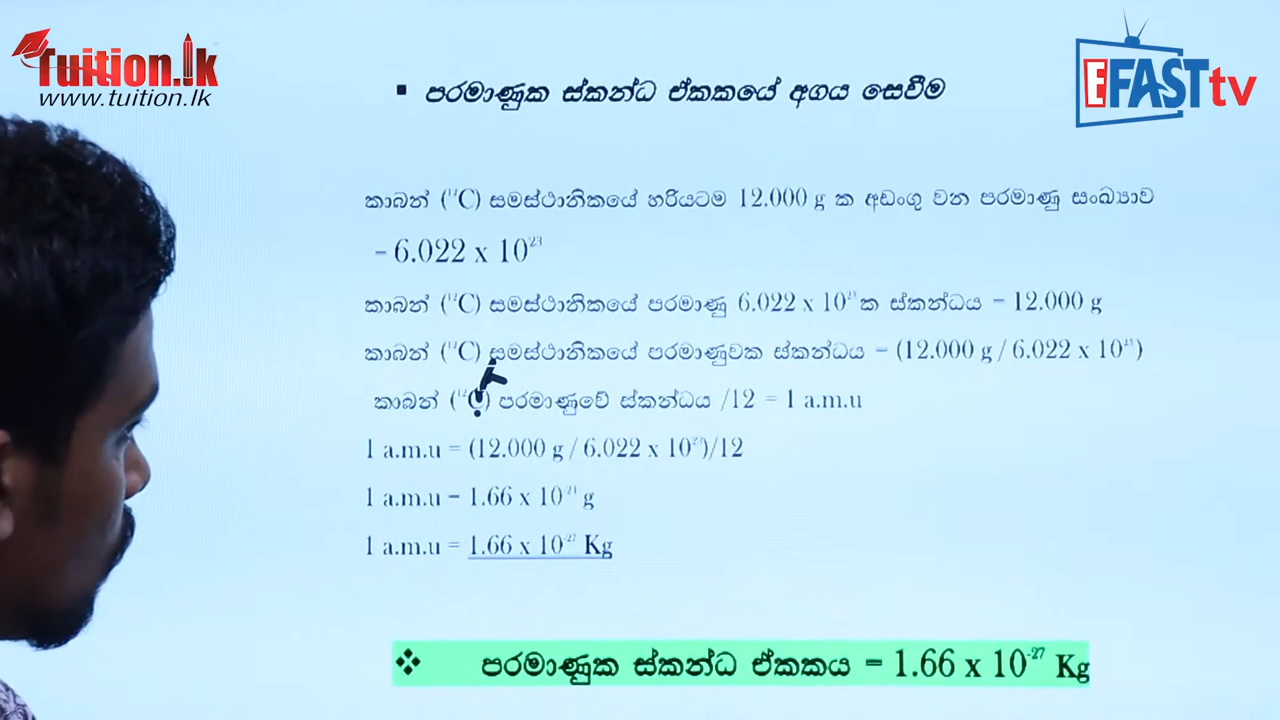 Tuition.lk
www.tuition.lk
EFAST tv
▪ පරමාණුක ස්කන්ධ ඒකකයේ අගය සෙවීම
කාබන් (¹²C) සමස්ථානිකයේ හරියටම 12.000 g ක අඩංගු වන පරමාණු සංඛ්‍යාව
= 6.022 x 10²³
කාබන් (¹²C) සමස්ථානිකයේ පරමාණු 6.022 x 10²³ ක ස්කන්ධය = 12.000 g
කාබන් (¹²C) සමස්ථානිකයේ පරමාණුවක ස්කන්ධය = (12.000 g / 6.022 x 10²³)
කාබන් (¹²C) පරමාණුවේ ස්කන්ධය /12 = 1 a.m.u
1 a.m.u = (12.000 g / 6.022 x 10²³)/12
1 a.m.u = 1.66 x 10⁻²⁴ g
1 a.m.u = 1.66 x 10⁻²⁷ Kg
❖ පරමාණුක ස්කන්ධ ඒකකය = 1.66 x 10⁻²⁷ Kg